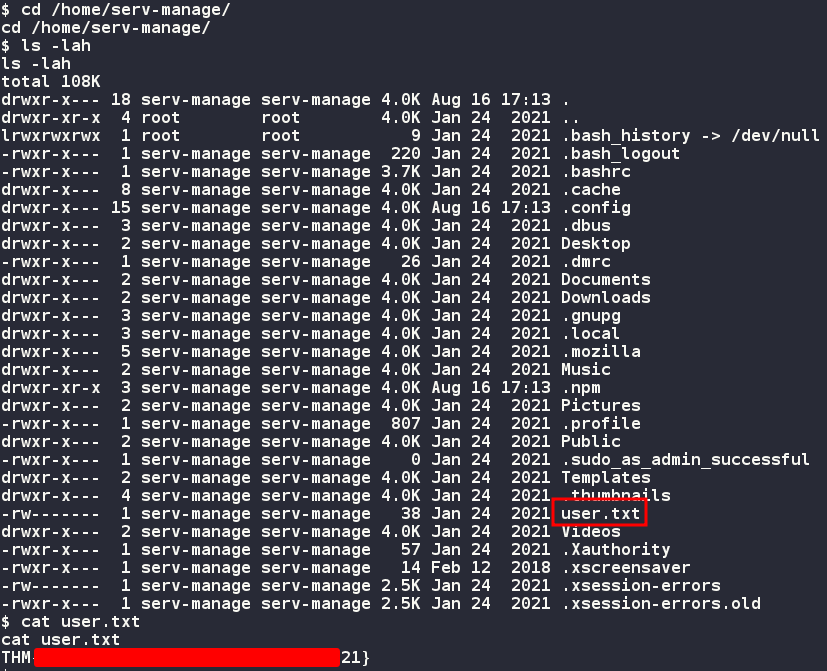 $ cd /home/serv-manage/
cd /home/serv-manage/
$ ls -lah
ls -lah
total 108K
drwxr-x--- 18 serv-manage serv-manage 4.0K Aug 16 17:13 .
drwxr-xr-x  4 root        root        4.0K Jan 24  2021 ..
lrwxrwxrwx  1 root        root           9 Jan 24  2021 .bash_history -> /dev/null
-rwxr-x---  1 serv-manage serv-manage  220 Jan 24  2021 .bash_logout
-rwxr-x---  1 serv-manage serv-manage 3.7K Jan 24  2021 .bashrc
drwxr-x---  8 serv-manage serv-manage 4.0K Jan 24  2021 .cache
drwxr-x--- 15 serv-manage serv-manage 4.0K Aug 16 17:13 .config
drwxr-x---  3 serv-manage serv-manage 4.0K Jan 24  2021 .dbus
drwxr-x---  2 serv-manage serv-manage 4.0K Jan 24  2021 Desktop
-rwxr-x---  1 serv-manage serv-manage   26 Jan 24  2021 .dmrc
drwxr-x---  2 serv-manage serv-manage 4.0K Jan 24  2021 Documents
drwxr-x---  2 serv-manage serv-manage 4.0K Jan 24  2021 Downloads
drwxr-x---  3 serv-manage serv-manage 4.0K Jan 24  2021 .gnupg
drwxr-x---  3 serv-manage serv-manage 4.0K Jan 24  2021 .local
drwxr-x---  5 serv-manage serv-manage 4.0K Jan 24  2021 .mozilla
drwxr-x---  2 serv-manage serv-manage 4.0K Jan 24  2021 Music
drwxr-xr-x  3 serv-manage serv-manage 4.0K Aug 16 17:13 .npm
drwxr-x---  2 serv-manage serv-manage 4.0K Jan 24  2021 Pictures
-rwxr-x---  1 serv-manage serv-manage  807 Jan 24  2021 .profile
drwxr-x---  2 serv-manage serv-manage 4.0K Jan 24  2021 Public
-rwxr-x---  1 serv-manage serv-manage    0 Jan 24  2021 .sudo_as_admin_successful
drwxr-x---  2 serv-manage serv-manage 4.0K Jan 24  2021 Templates
drwxr-x---  4 serv-manage serv-manage 4.0K Jan 24  2021 .thumbnails
-rw-------  1 serv-manage serv-manage   38 Jan 24  2021 user.txt
drwxr-x---  2 serv-manage serv-manage 4.0K Jan 24  2021 Videos
-rwxr-x---  1 serv-manage serv-manage   57 Jan 24  2021 .Xauthority
-rwxr-x---  1 serv-manage serv-manage   14 Feb 12  2018 .xscreensaver
-rw-------  1 serv-manage serv-manage 2.5K Jan 24  2021 .xsession-errors
-rwxr-x---  1 serv-manage serv-manage 2.5K Jan 24  2021 .xsession-errors.old
$ cat user.txt
cat user.txt
THM 21}